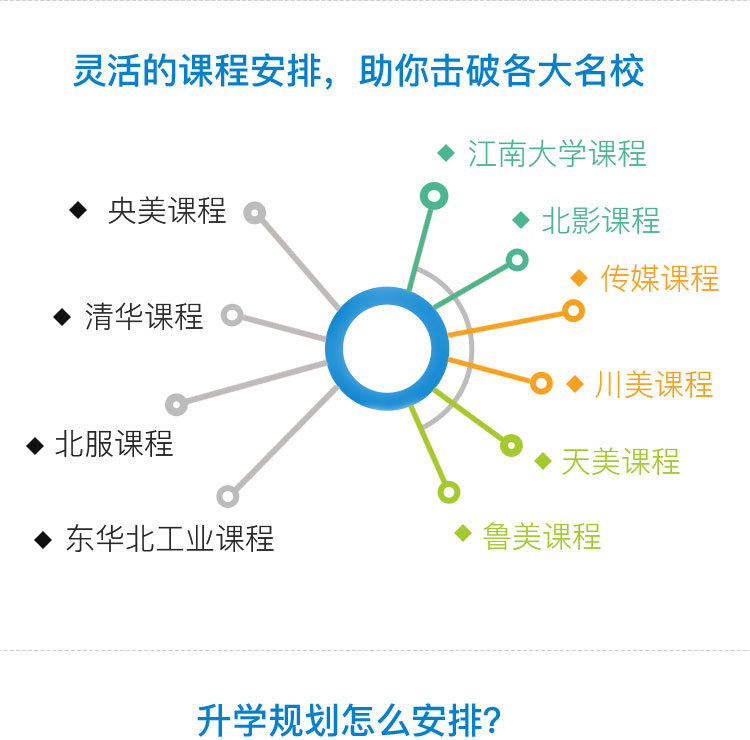 灵活的课程安排，助你击破各大名校
◆ 江南大学课程
◆ 央美课程
◆ 北影课程
◆ 传媒课程
◆ 清华课程
◆ 川美课程
◆ 北服课程
◆ 天美课程
◆ 东华北工业课程
◆ 鲁美课程
升学规划怎么安排?